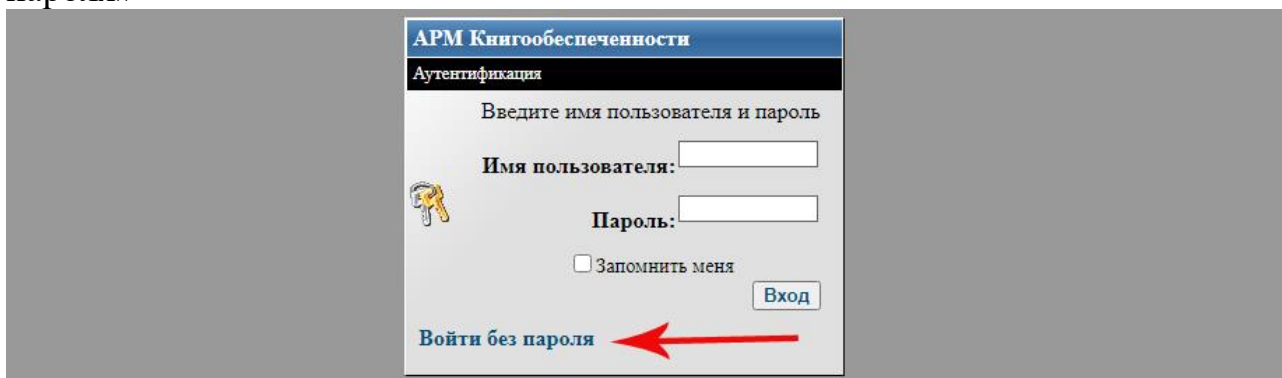 АРМ Книгообеспеченности
Аутентификация
Введите имя пользователя и пароль
Имя пользователя:
Пароль:
Запомнить меня
Вход
Войти без пароля